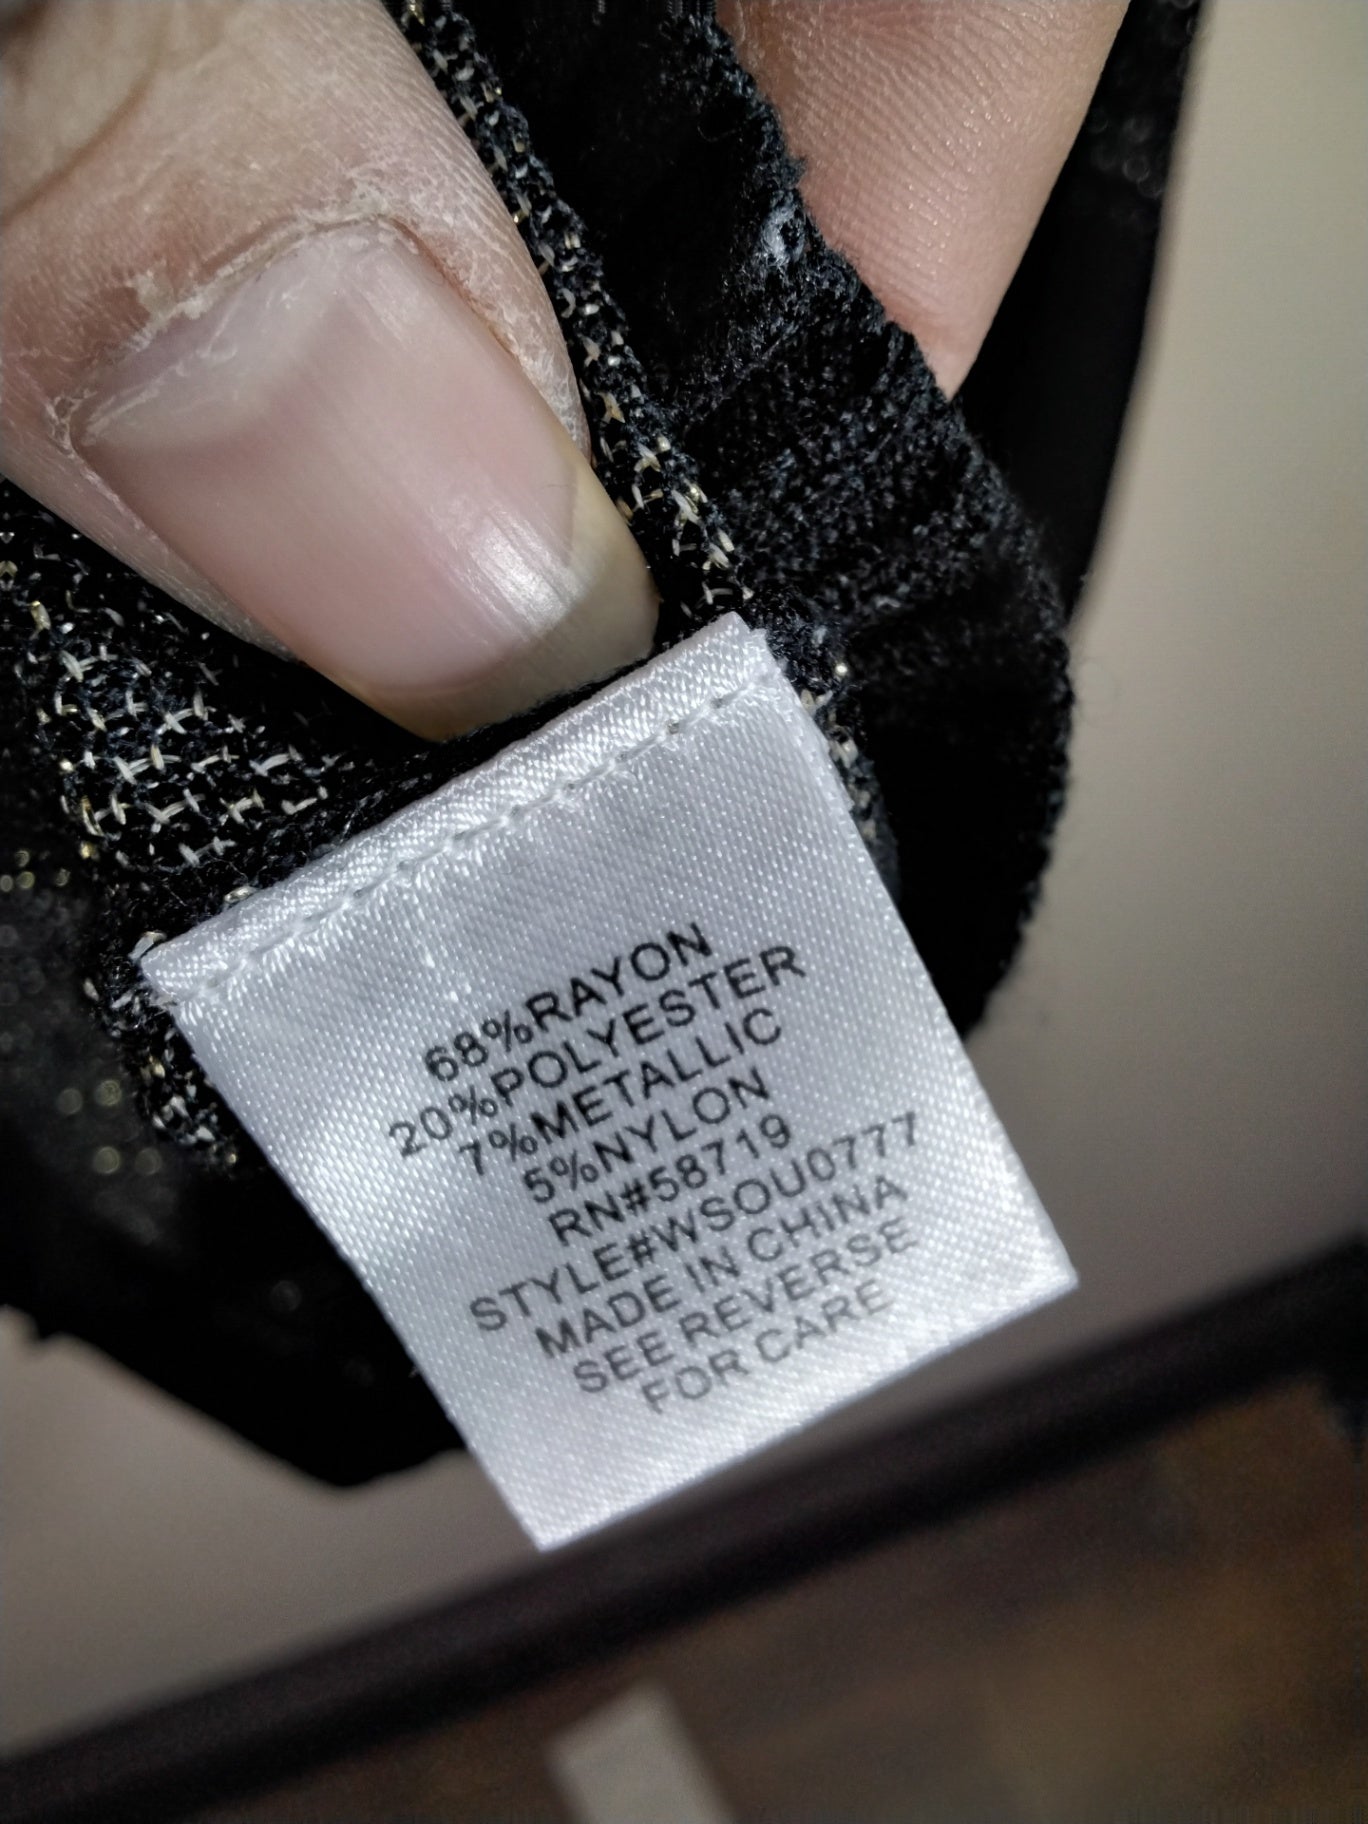 68%RAYON
20%POLYESTER
7%METALLIC
5%NYLON
RN#58719
STYLE#WSOU0777
MADE IN CHINA
SEE REVERSE
FOR CARE